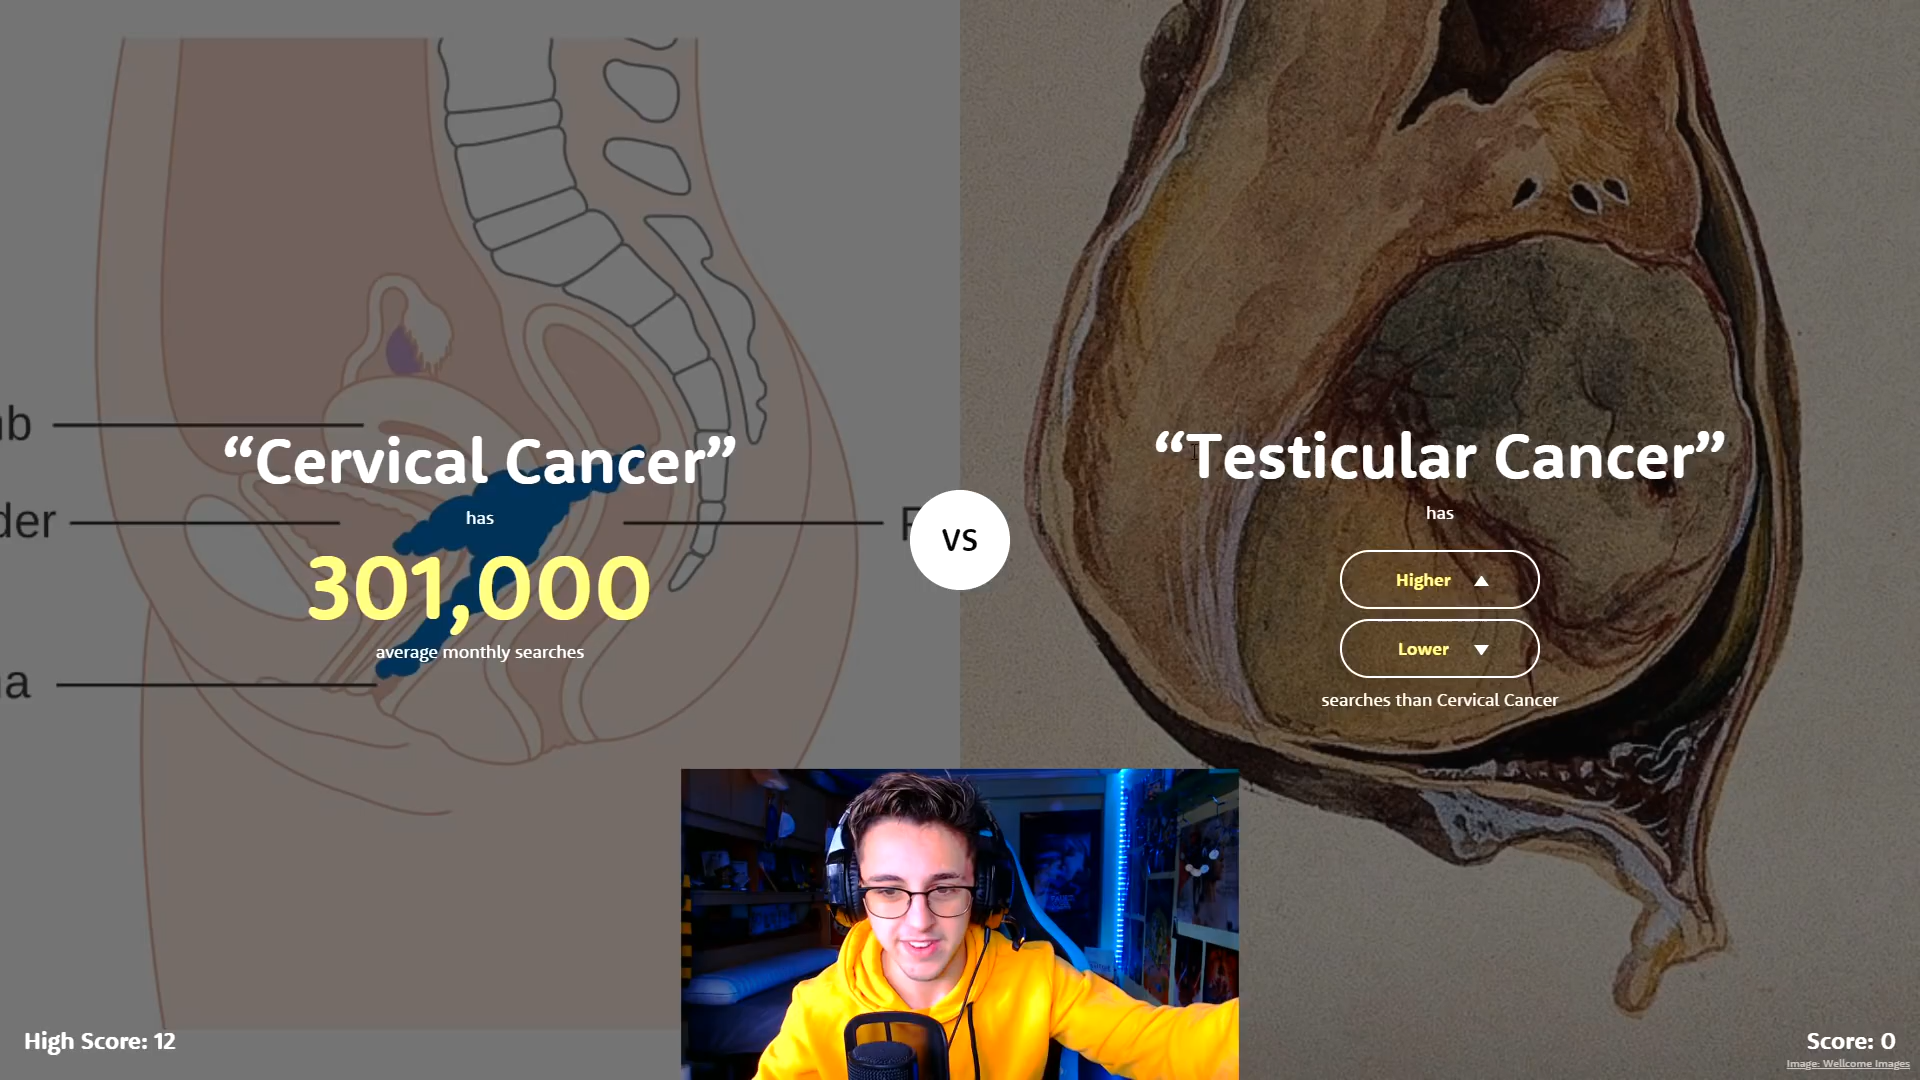 “Cervical Cancer”
has
301,000
average monthly searches
VS
“Testicular Cancer”
has
Higher
Lower
searches than Cervical Cancer
High Score: 12
Score: 0
Image: Wellcome Images